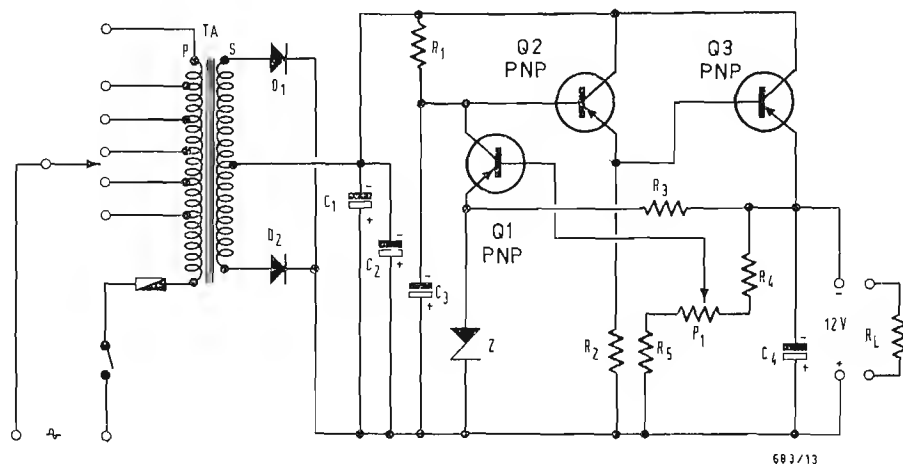 TA
P
S
D1
D2
C1
-
+
C2
-
+
R1
C3
-
+
Q1
PNP
Z
Q2
PNP
R2
R3
Q3
PNP
R4
P1
R5
C4
-
+
-
12V
+
RL
683/13